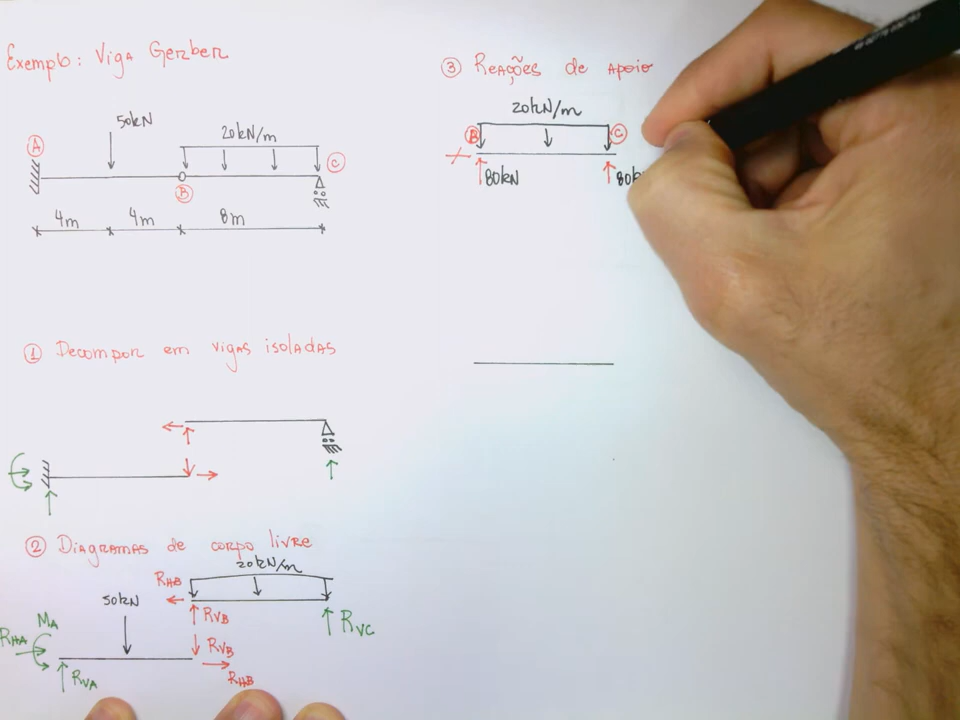 Exemplo: Viga Gerber
50kN
20kN/m
A
C
B
4m 4m 8m
① Decompor em vigas isoladas
② Diagramas de corpo livre
20kN/m
RHB
50kN
RVB
RVC
MA
RHA
RVB
RVA
RHB
③ Reações de apoio
20kN/m
B
C
80kN